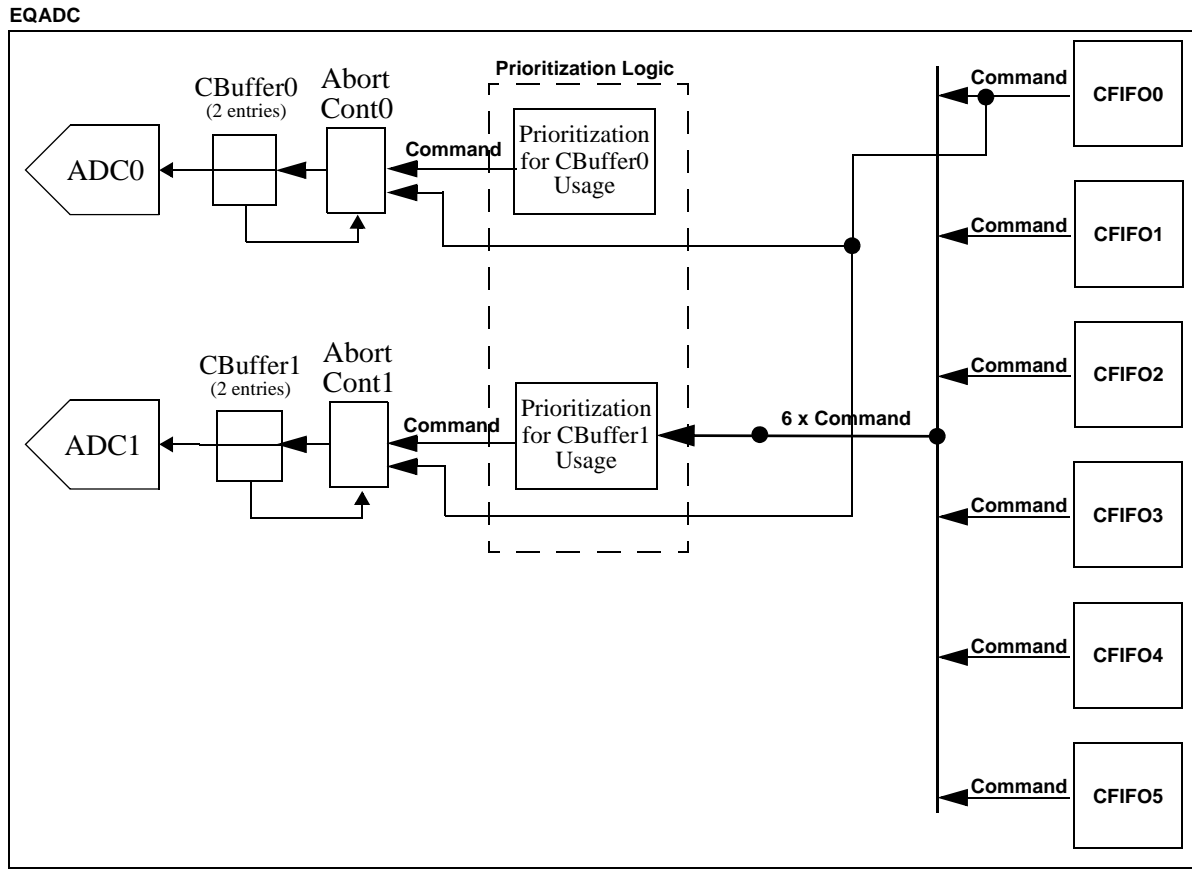 EQADC
Prioritization Logic
CBuffer0
(2 entries)
Abort
Cont0
ADC0
Command
Prioritization
for CBuffer0
Usage
Command
CFIFO0
Command
CFIFO1
CBuffer1
(2 entries)
Abort
Cont1
ADC1
Command
Prioritization
for CBuffer1
Usage
6 x Command
Command
CFIFO2
Command
CFIFO3
Command
CFIFO4
Command
CFIFO5